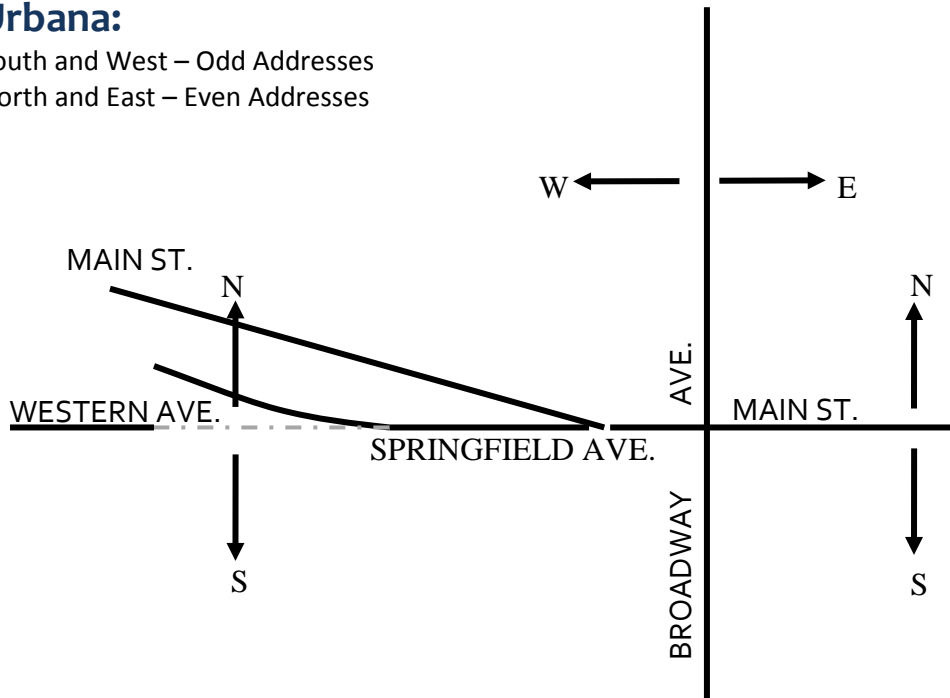 Urbana:
outh and West – Odd Addresses
orth and East – Even Addresses
W
E
MAIN ST.
N
N
AVE.
WESTERN AVE.
MAIN ST.
SPRINGFIELD AVE.
BROADWAY
S
S